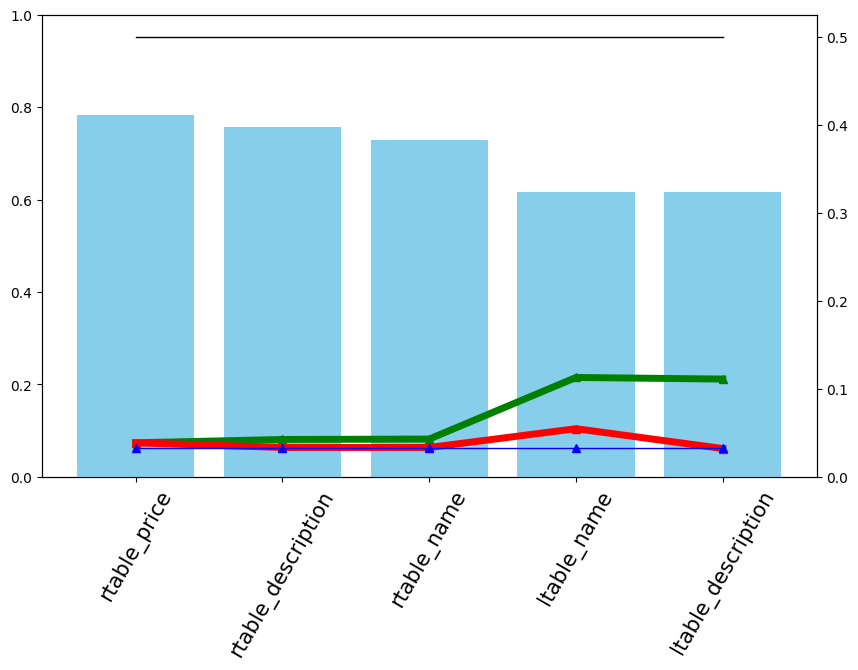 1.0
0.8
0.6
0.4
0.2
0.0
0.5
0.4
0.3
0.2
0.1
0.0
rtable_price
rtable_description
rtable_name
ltable_name
ltable_description